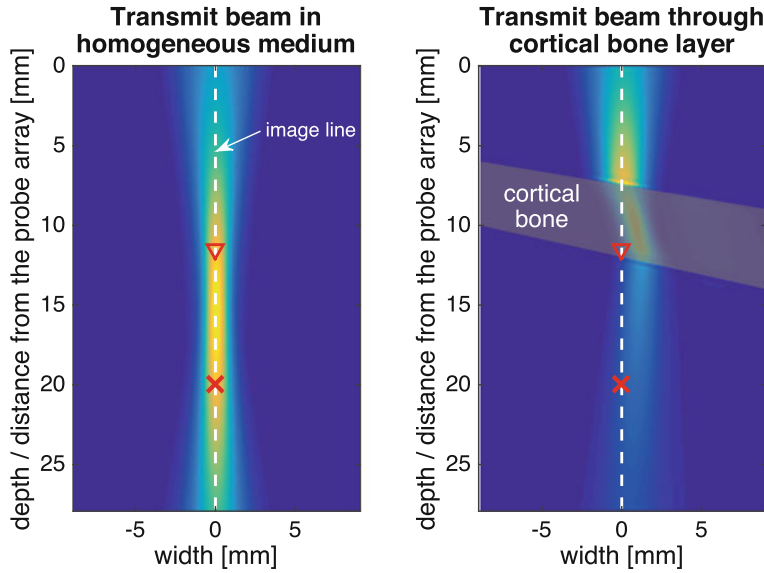 Transmit beam in
homogeneous medium
0
5
10
15
20
25
depth / distance from the probe array [mm]
image line
-5 0 5
width [mm]
Transmit beam through
cortical bone layer
0
5
10
15
20
25
depth / distance from the probe array [mm]
cortical
bone
-5 0 5
width [mm]